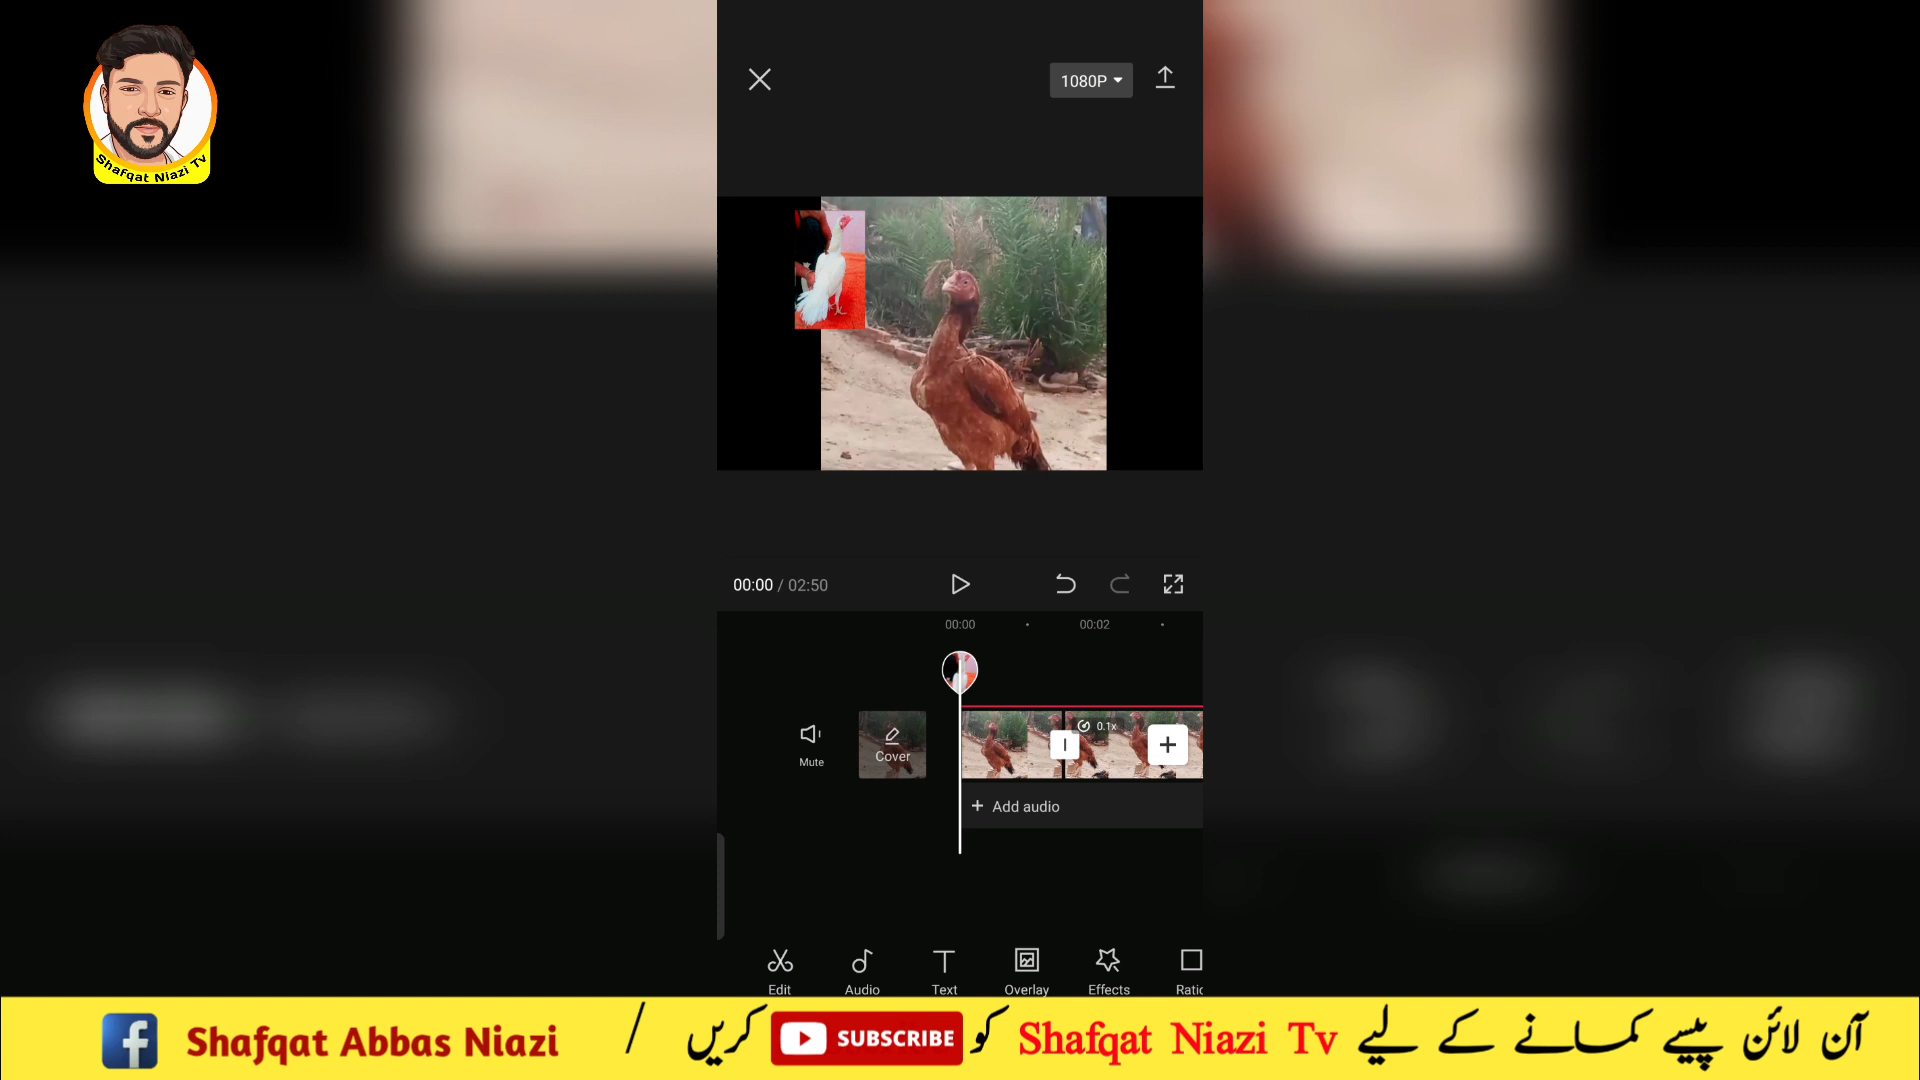 Shafqat Niazi Tv
1080P
00:00 / 02:50
00:00
00:02
Mute
Cover
0.1x
Add audio
Edit
Audio
Text
Overlay
Effects
Ratio
آن لائن پیسے کمانے کے لیے Shafqat Niazi Tv کو SUBSCRIBE کریں / Shafqat Abbas Niazi